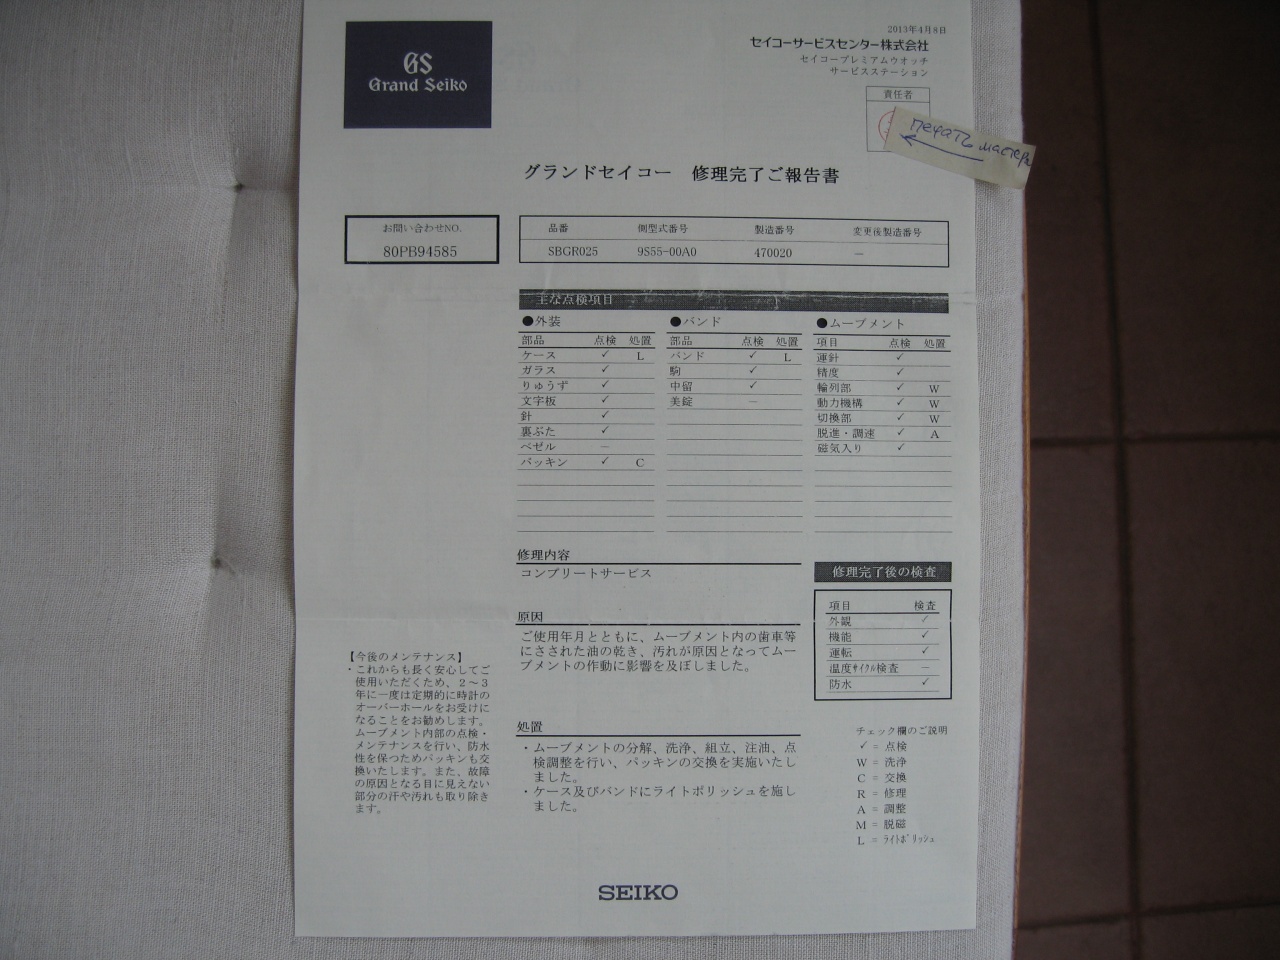 GS
Grand Seiko
2013年4月8日
セイコーサービスセンター株式会社
セイコープレミアムウオッチ
サービスステーション
責任者
печать мастера
グランドセイコー 修理完了ご報告書
お問い合わせNO.
80PB94585
品番 側型式番号 製造番号 変更後製造番号
SBGR025 9S55-00A0 470020 —
主な点検項目
●外装
部品 点検 処置
ケース ✓ L
ガラス ✓
りゅうず ✓
文字板 ✓
針 ✓
裏ぶた ✓
ベゼル —
パッキン ✓ C
●バンド
部品 点検 処置
バンド ✓ L
駒 ✓
中留 ✓
美錠 —
●ムーブメント
項目 点検 処置
運針 ✓
精度 ✓
輪列部 ✓ W
動力機構 ✓ W
切換部 ✓ W
脱進・調速 ✓ A
磁気入り ✓
修理内容
コンプリートサービス
原因
ご使用年月とともに、ムーブメント内の歯車等
にさされた油の乾き、汚れが原因となってムー
ブメントの作動に影響を及ぼしました。
処置
・ムーブメントの分解、洗浄、組立、注油、点
検調整を行い、パッキンの交換を実施いたし
ました。
・ケース及びバンドにライトポリッシュを施し
ました。
修理完了後の検査
項目 検査
外観 ✓
機能 ✓
運転 ✓
温度ｻｲｸﾙ検査 —
防水 ✓
チェック欄のご説明
✓ = 点検
W = 洗浄
C = 交換
R = 修理
A = 調整
M = 脱磁
L = ﾗｲﾄﾎﾟﾘｯｼｭ
【今後のメンテナンス】
・これからも長く安心してご
使用いただくため、２〜３
年に一度は定期的に時計の
オーバーホールをお受けに
なることをお勧めします。
ムーブメント内部の点検・
メンテナンスを行い、防水
性を保つためパッキンも交
換いたします。また、故障
の原因となる目に見えない
部分の汗や汚れも取り除き
ます。
SEIKO